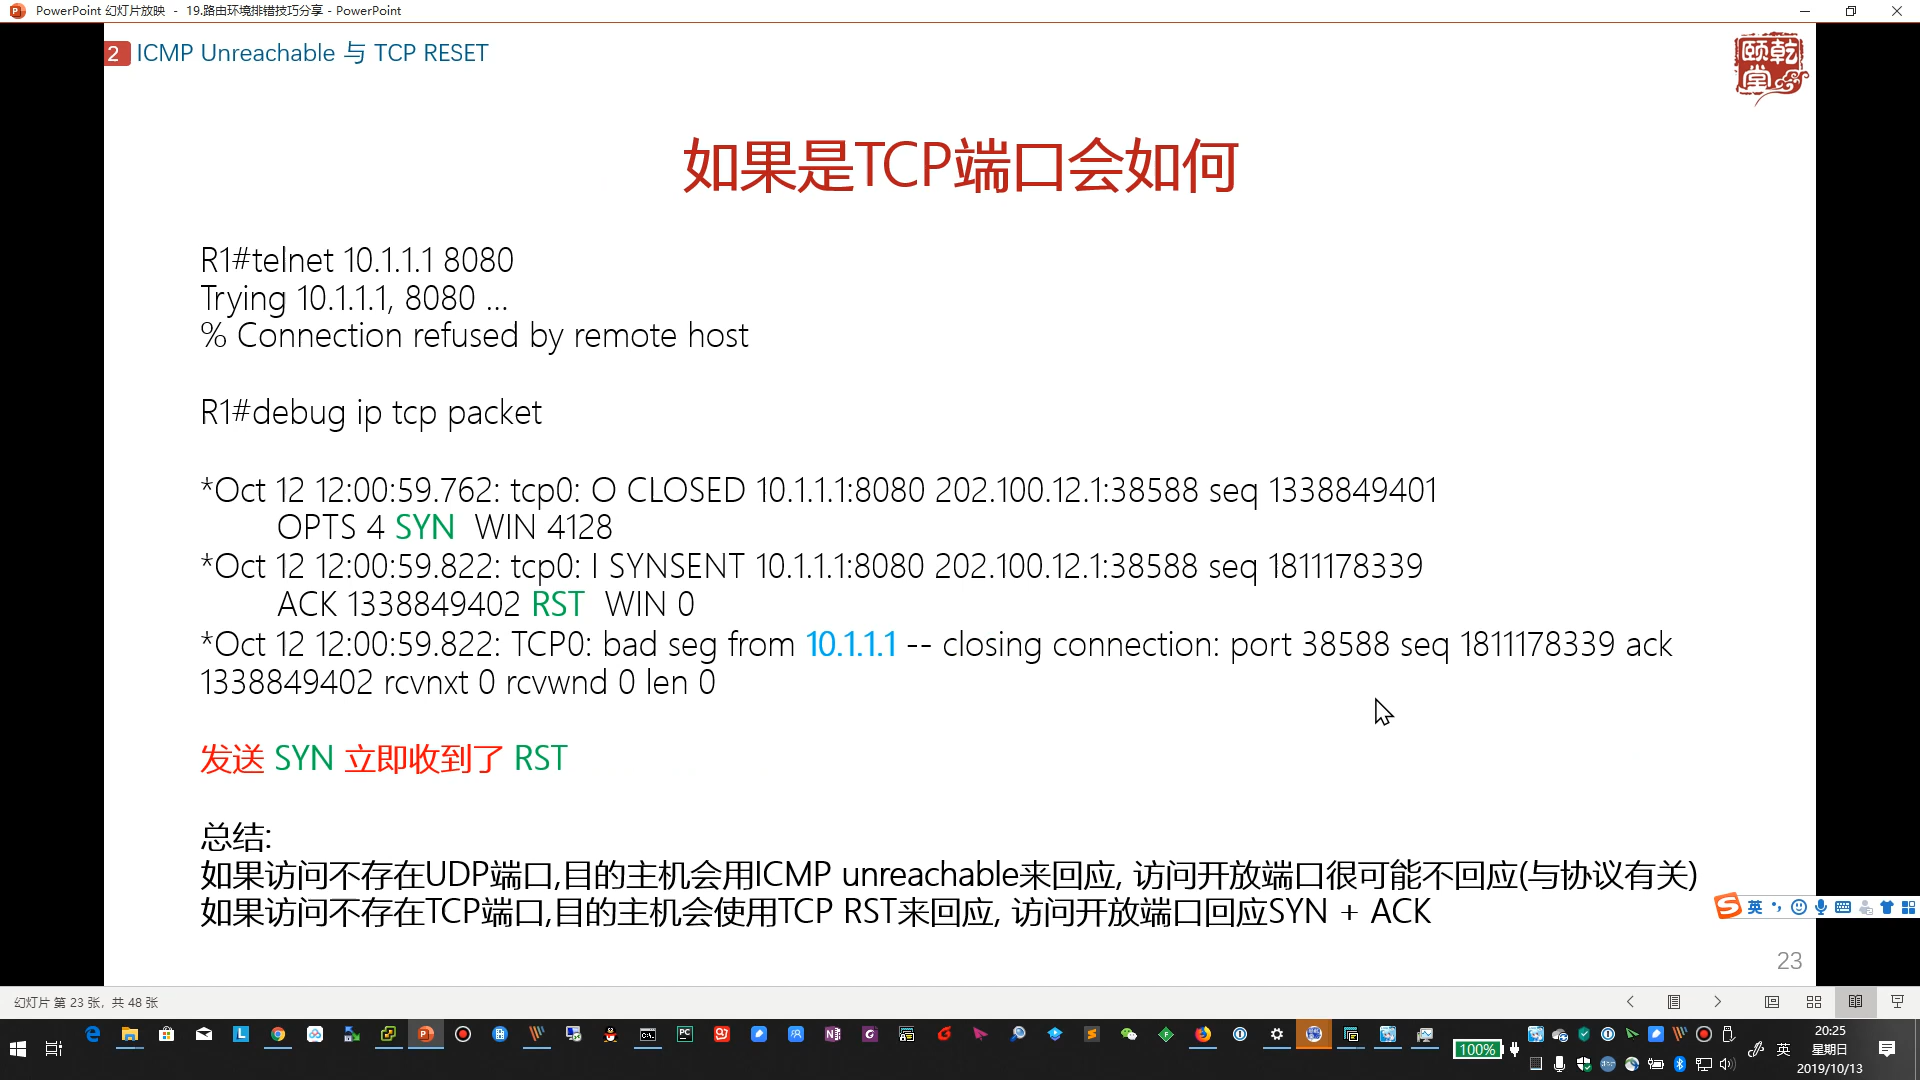 PowerPoint 幻灯片放映 - 19.路由环境排错技巧分享 - PowerPoint
2 ICMP Unreachable 与 TCP RESET
颐乾堂
如果是TCP端口会如何
R1#telnet 10.1.1.1 8080
Trying 10.1.1.1, 8080 ...
% Connection refused by remote host
R1#debug ip tcp packet
*Oct 12 12:00:59.762: tcp0: O CLOSED 10.1.1.1:8080 202.100.12.1:38588 seq 1338849401
OPTS 4 SYN WIN 4128
*Oct 12 12:00:59.822: tcp0: I SYNSENT 10.1.1.1:8080 202.100.12.1:38588 seq 1811178339
ACK 1338849402 RST WIN 0
*Oct 12 12:00:59.822: TCP0: bad seg from 10.1.1.1 -- closing connection: port 38588 seq 1811178339 ack
1338849402 rcvnxt 0 rcvwnd 0 len 0
发送 SYN 立即收到了 RST
总结:
如果访问不存在UDP端口,目的主机会用ICMP unreachable来回应, 访问开放端口很可能不回应(与协议有关)
如果访问不存在TCP端口,目的主机会使用TCP RST来回应, 访问开放端口回应SYN + ACK
英
23
幻灯片 第 23 张，共 48 张
100%
英
20:25
星期日
2019/10/13